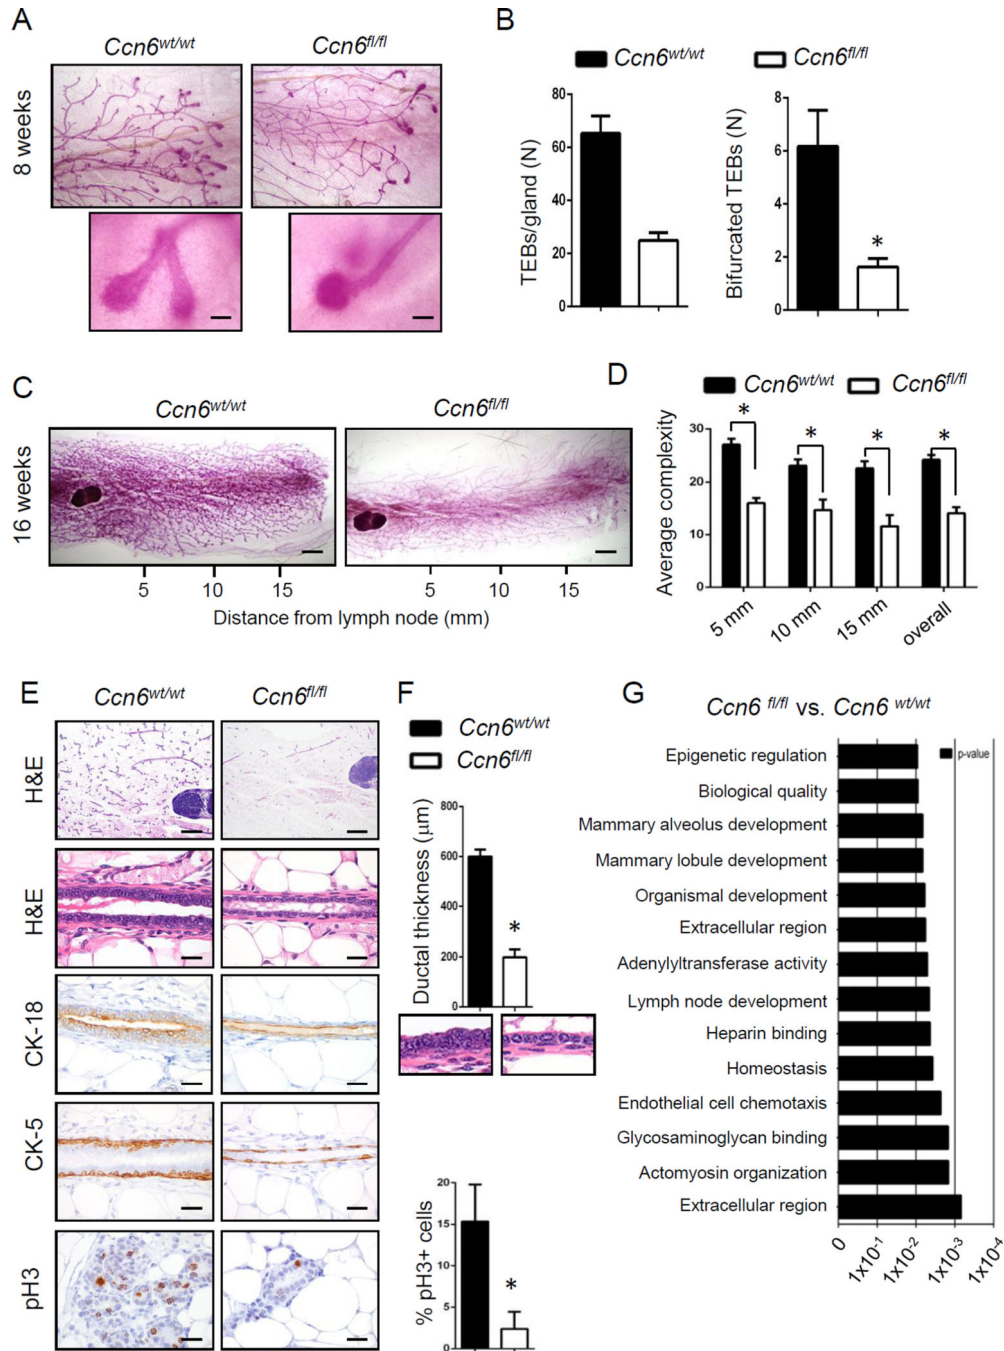 A
Ccn6wt/wt
Ccn6fl/fl
8 weeks
B
Ccn6wt/wt
Ccn6fl/fl
TEBs/gland (N)
80
60
40
20
0
Bifurcated TEBs (N)
8
6
4
2
0
*
C
Ccn6wt/wt
Ccn6fl/fl
16 weeks
5 10 15 5 10 15
Distance from lymph node (mm)
D
Ccn6wt/wt
Ccn6fl/fl
Average complexity
30
20
10
0
* * * *
5 mm
10 mm
15 mm
overall
E
Ccn6wt/wt
Ccn6fl/fl
H&E
H&E
CK-18
CK-5
pH3
F
Ccn6wt/wt
Ccn6fl/fl
Ductal thickness (μm)
800
600
400
200
0
*
% pH3+ cells
20
15
10
5
0
*
G
Ccn6 fl/fl vs. Ccn6 wt/wt
p-value
Epigenetic regulation
Biological quality
Mammary alveolus development
Mammary lobule development
Organismal development
Extracellular region
Adenylyltransferase activity
Lymph node development
Heparin binding
Homeostasis
Endothelial cell chemotaxis
Glycosaminoglycan binding
Actomyosin organization
Extracellular region
0
1x10-1
1x10-2
1x10-3
1x10-4